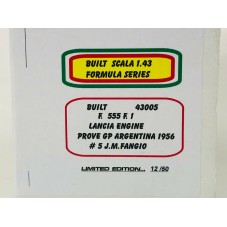 BUILT SCALA 1.43
FORMULA SERIES
BUILT 43005
F. 555 F. 1
LANCIA ENGINE
PROVE GP ARGENTINA 1956
# 5 J.M. FANGIO
LIMITED EDITION... 12/50